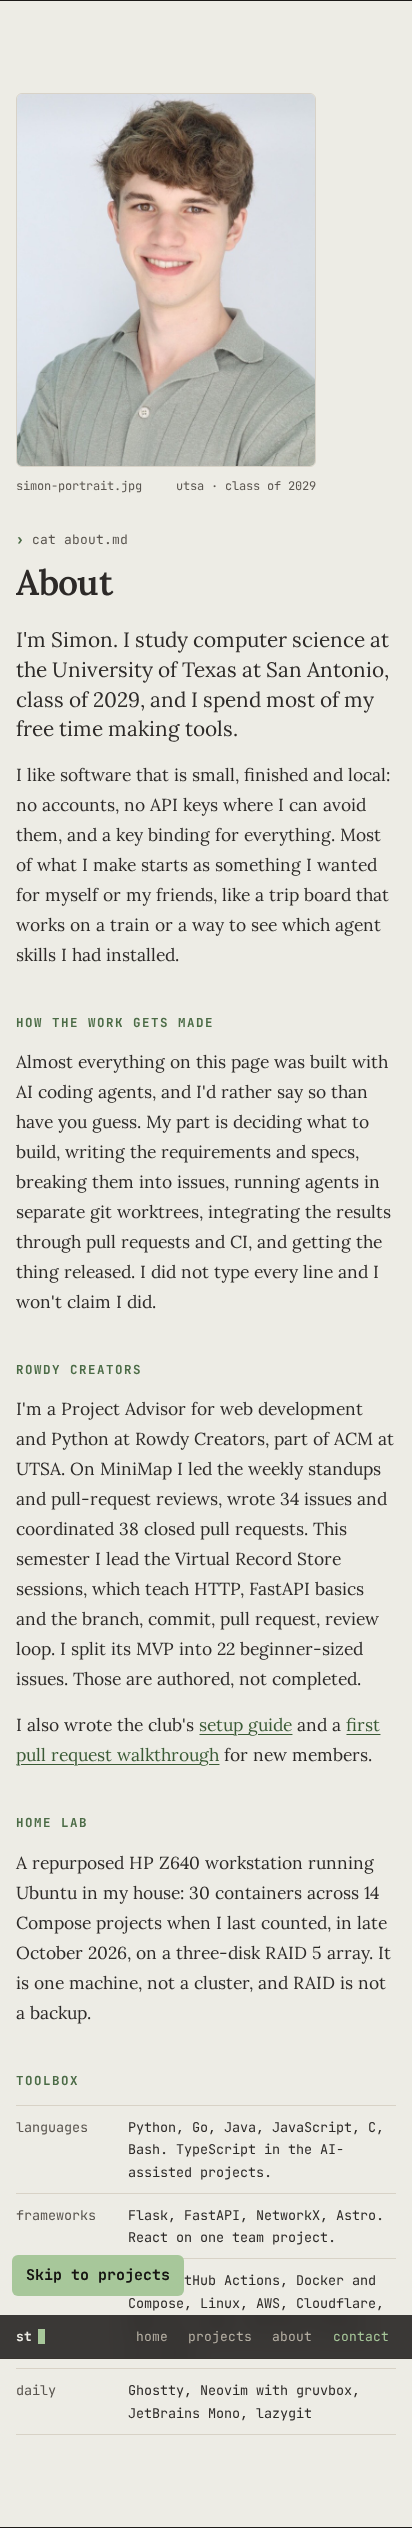 simon-portrait.jpg utsa · class of 2029
› cat about.md
About
I'm Simon. I study computer science at
the University of Texas at San Antonio,
class of 2029, and I spend most of my
free time making tools.
I like software that is small, finished and local:
no accounts, no API keys where I can avoid
them, and a key binding for everything. Most
of what I make starts as something I wanted
for myself or my friends, like a trip board that
works on a train or a way to see which agent
skills I had installed.
HOW THE WORK GETS MADE
Almost everything on this page was built with
AI coding agents, and I'd rather say so than
have you guess. My part is deciding what to
build, writing the requirements and specs,
breaking them into issues, running agents in
separate git worktrees, integrating the results
through pull requests and CI, and getting the
thing released. I did not type every line and I
won't claim I did.
ROWDY CREATORS
I'm a Project Advisor for web development
and Python at Rowdy Creators, part of ACM at
UTSA. On MiniMap I led the weekly standups
and pull-request reviews, wrote 34 issues and
coordinated 38 closed pull requests. This
semester I lead the Virtual Record Store
sessions, which teach HTTP, FastAPI basics
and the branch, commit, pull request, review
loop. I split its MVP into 22 beginner-sized
issues. Those are authored, not completed.
I also wrote the club's setup guide and a first
pull request walkthrough for new members.
HOME LAB
A repurposed HP Z640 workstation running
Ubuntu in my house: 30 containers across 14
Compose projects when I last counted, in late
October 2026, on a three-disk RAID 5 array. It
is one machine, not a cluster, and RAID is not
a backup.
TOOLBOX
languages Python, Go, Java, JavaScript, C,
Bash. TypeScript in the AI-
assisted projects.
frameworks Flask, FastAPI, NetworkX, Astro.
React on one team project.
Skip to projects
Actions, Docker and
Compose, Linux, AWS, Cloudflare,
st home projects about contact
daily Ghostty, Neovim with gruvbox,
JetBrains Mono, lazygit